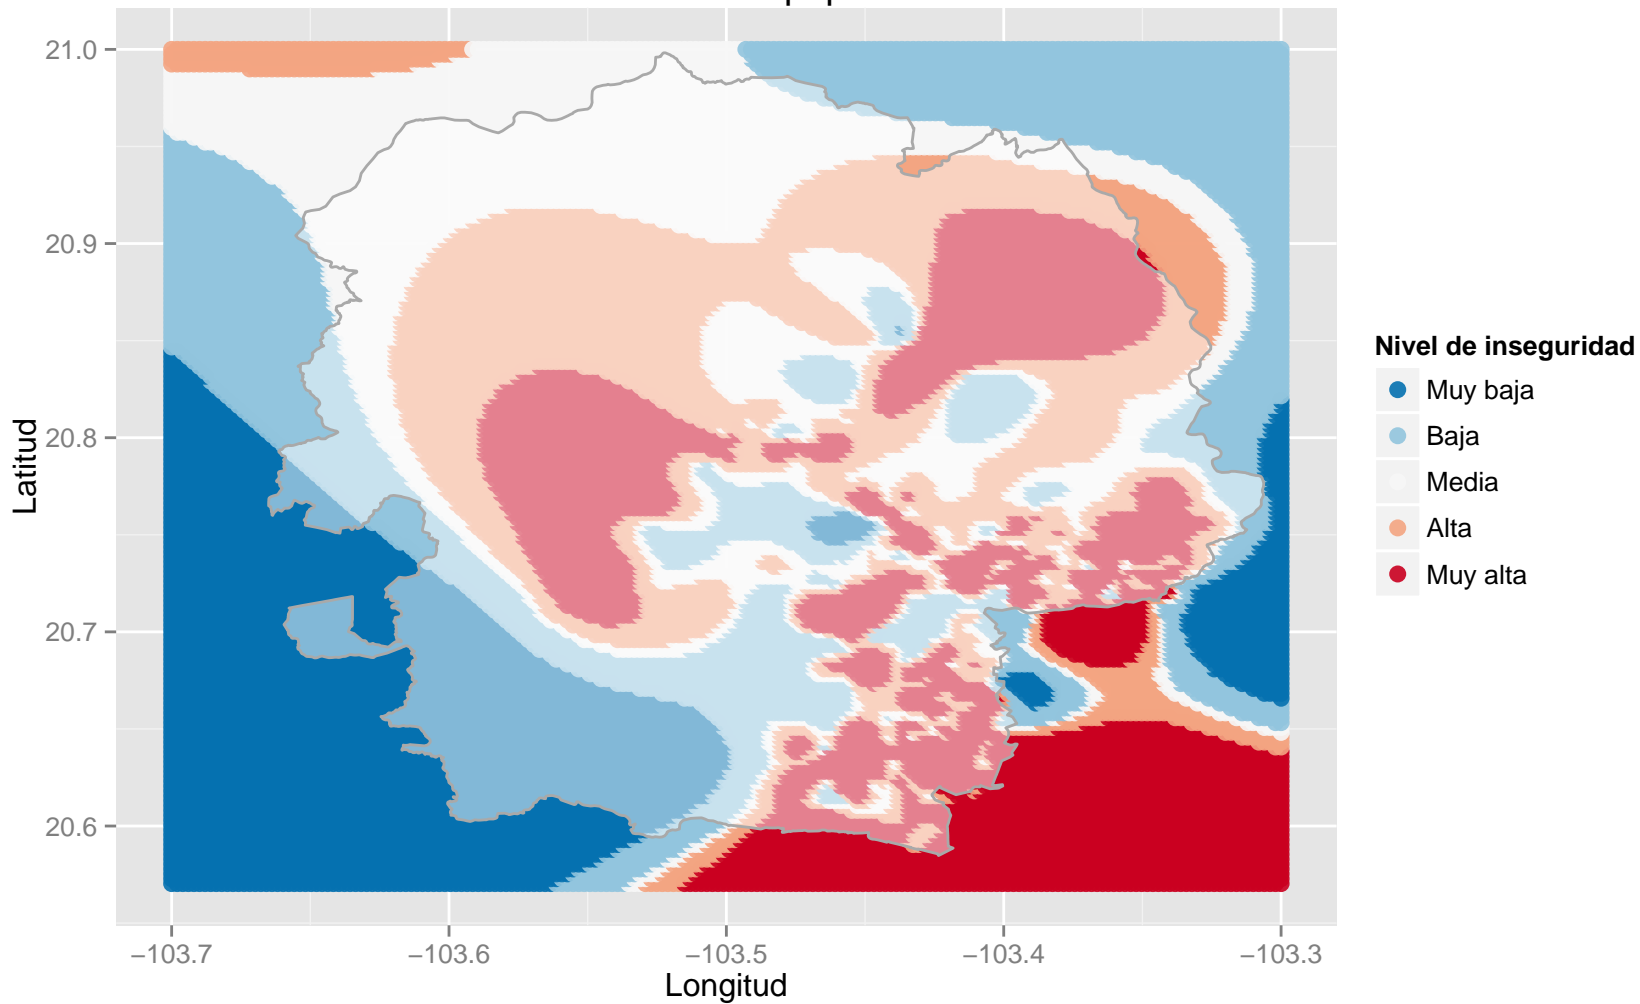 21.0
20.9
20.8
20.7
20.6
Latitud
−103.7
−103.6
−103.5
−103.4
−103.3
Longitud
Nivel de inseguridad
Muy baja
Baja
Media
Alta
Muy alta